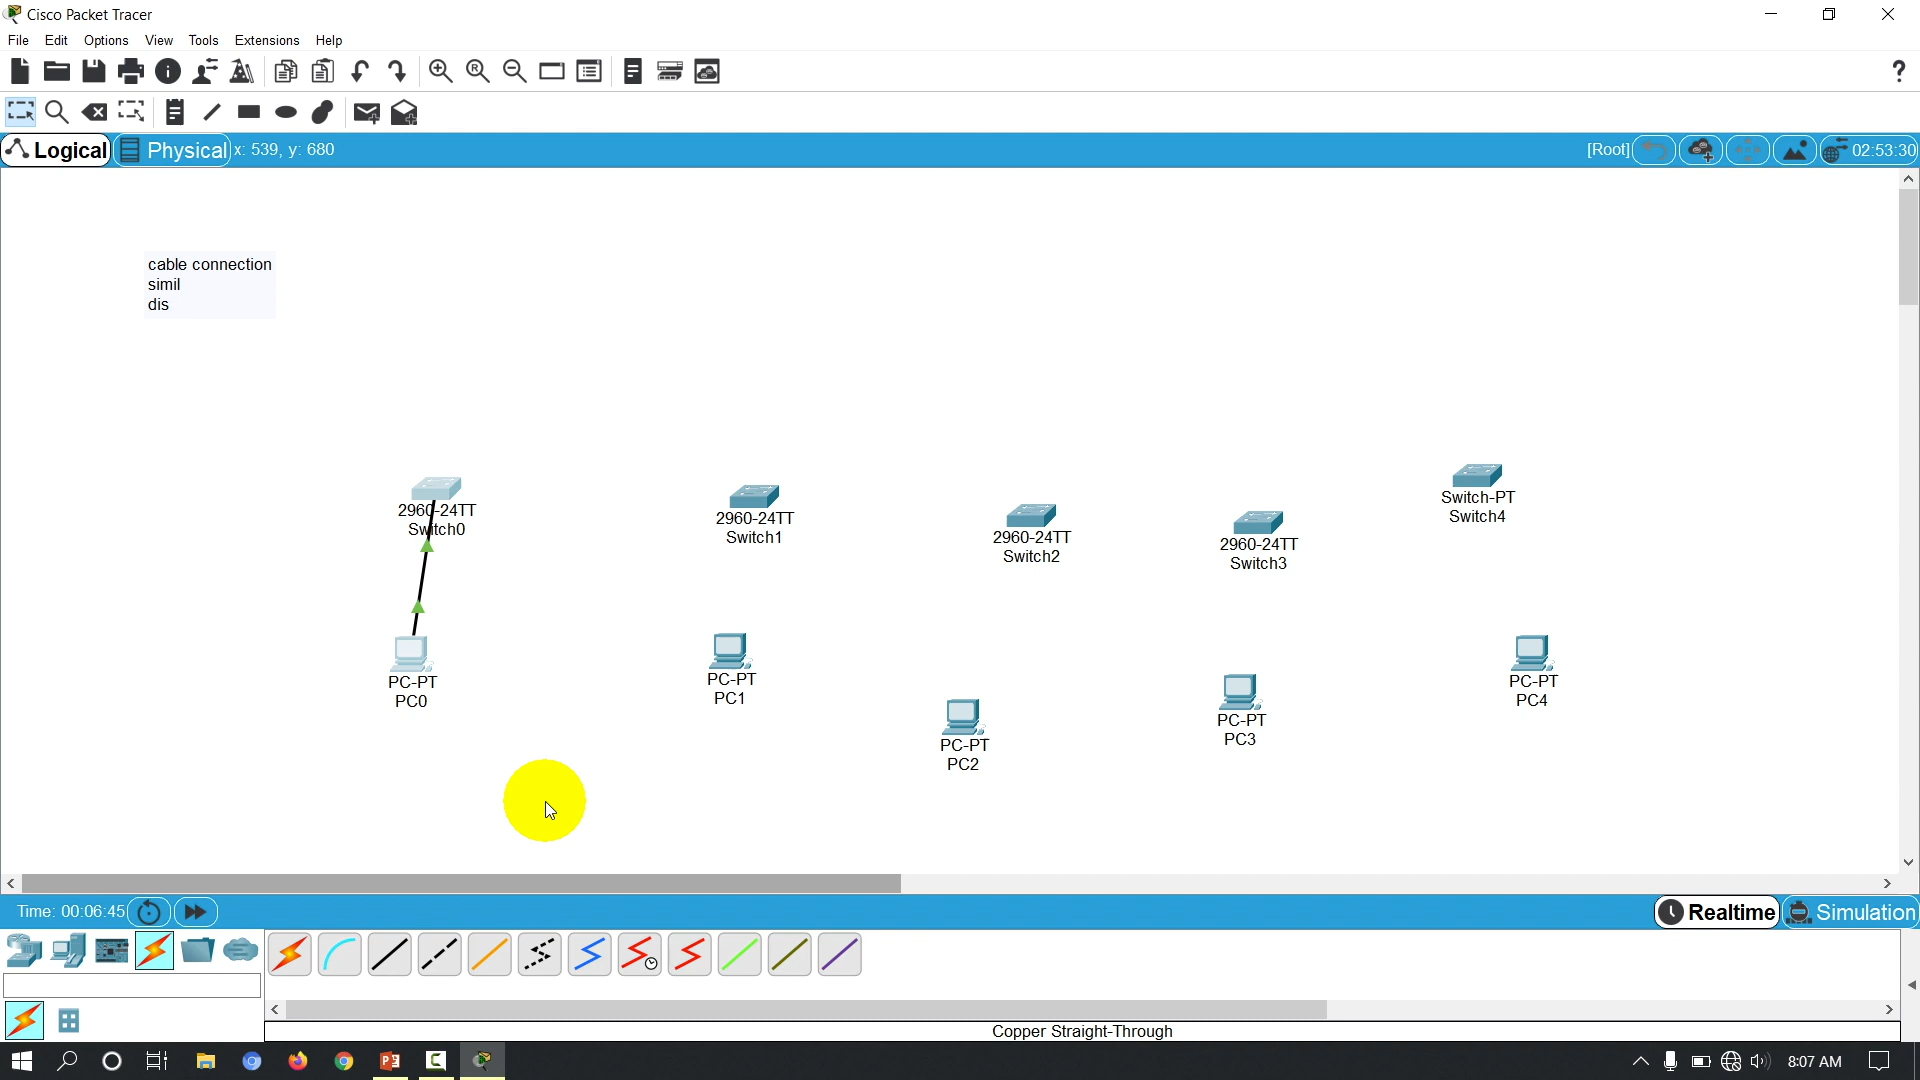 Cisco Packet Tracer
File Edit Options View Tools Extensions Help
Logical Physical x: 539, y: 680 [Root] 02:53:30
cable connection
simil
dis
2960-24TT
Switch0
2960-24TT
Switch1
2960-24TT
Switch2
2960-24TT
Switch3
Switch-PT
Switch4
PC-PT
PC0
PC-PT
PC1
PC-PT
PC2
PC-PT
PC3
PC-PT
PC4
Time: 00:06:45 Realtime Simulation
Copper Straight-Through
8:07 AM